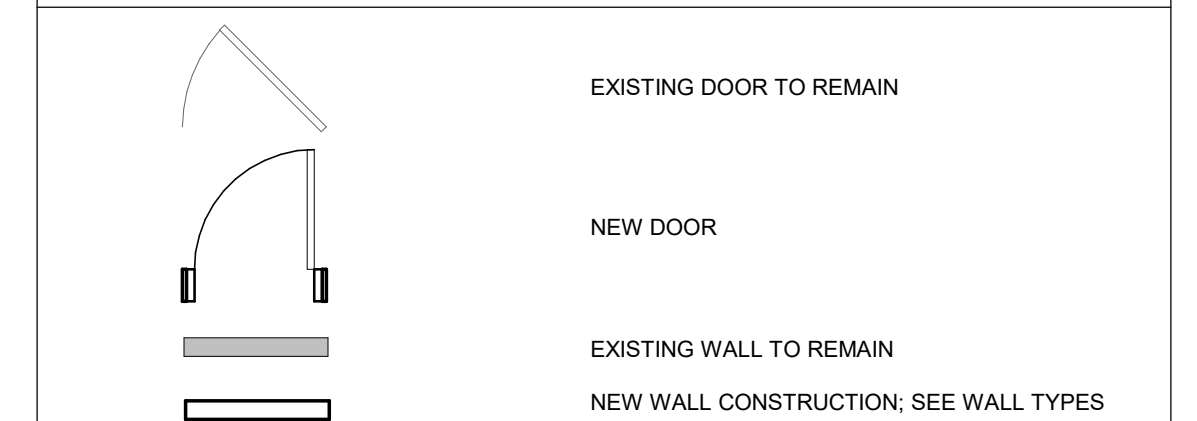 EXISTING DOOR TO REMAIN
NEW DOOR
EXISTING WALL TO REMAIN
NEW WALL CONSTRUCTION; SEE WALL TYPES